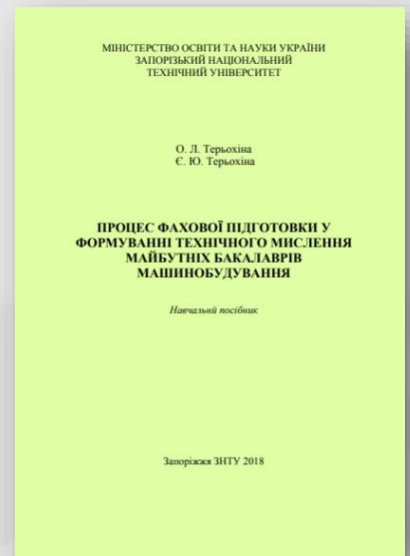 МІНІСТЕРСТВО ОСВІТИ ТА НАУКИ УКРАЇНИ
ЗАПОРІЗЬКИЙ НАЦІОНАЛЬНИЙ
ТЕХНІЧНИЙ УНІВЕРСИТЕТ
О. Л. Терьохіна
Є. Ю. Терьохіна
ПРОЦЕС ФАХОВОЇ ПІДГОТОВКИ У
ФОРМУВАННІ ТЕХНІЧНОГО МИСЛЕННЯ
МАЙБУТНІХ БАКАЛАВРІВ
МАШИНОБУДУВАННЯ
Навчальнй посібник
Запоріжжя ЗНТУ 2018